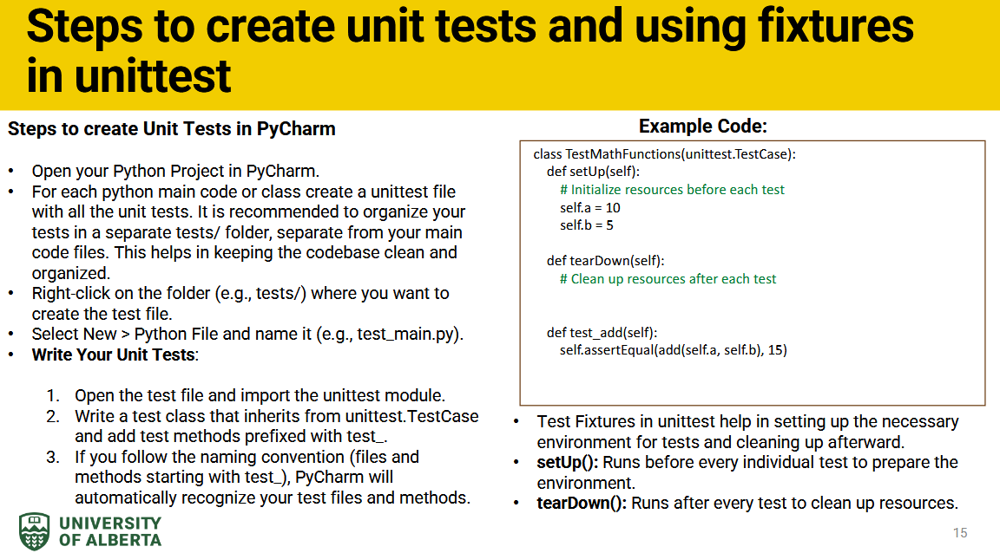 Steps to create unit tests and using fixtures
in unittest
Steps to create Unit Tests in PyCharm
• Open your Python Project in PyCharm.
• For each python main code or class create a unittest file
with all the unit tests. It is recommended to organize your
tests in a separate tests/ folder, separate from your main
code files. This helps in keeping the codebase clean and
organized.
• Right-click on the folder (e.g., tests/) where you want to
create the test file.
• Select New > Python File and name it (e.g., test_main.py).
• Write Your Unit Tests:
1. Open the test file and import the unittest module.
2. Write a test class that inherits from unittest.TestCase
and add test methods prefixed with test_.
3. If you follow the naming convention (files and
methods starting with test_), PyCharm will
automatically recognize your test files and methods.
Example Code:
class TestMathFunctions(unittest.TestCase):
def setUp(self):
# Initialize resources before each test
self.a = 10
self.b = 5
def tearDown(self):
# Clean up resources after each test
def test_add(self):
self.assertEqual(add(self.a, self.b), 15)
• Test Fixtures in unittest help in setting up the necessary
environment for tests and cleaning up afterward.
• setUp(): Runs before every individual test to prepare the
environment.
• tearDown(): Runs after every test to clean up resources.
UNIVERSITY
OF ALBERTA
15